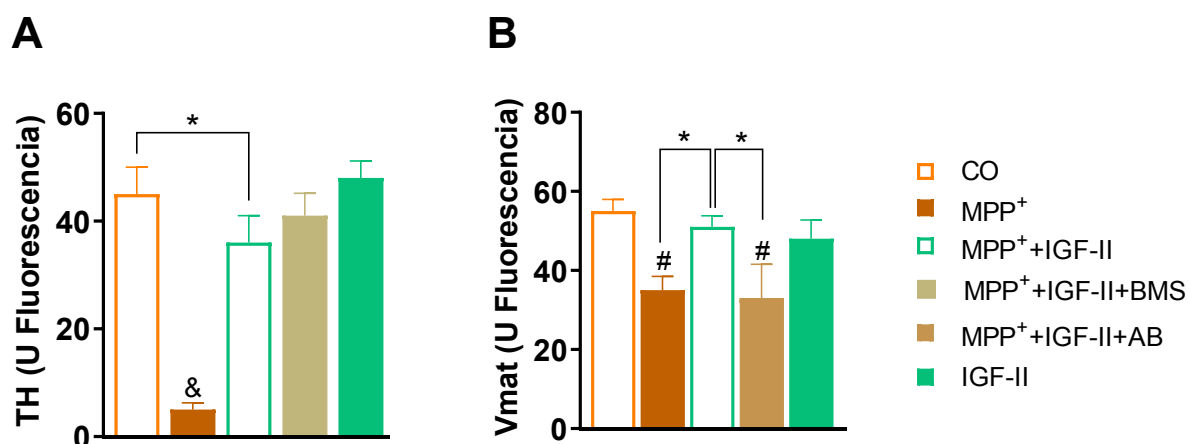 A
B
TH (U Fluorescencia)
60
40
20
0
*
&
Vmat (U Fluorescencia)
80
60
40
20
0
*
*
#
#
CO
MPP⁺
MPP⁺+IGF-II
MPP⁺+IGF-II+BMS
MPP⁺+IGF-II+AB
IGF-II